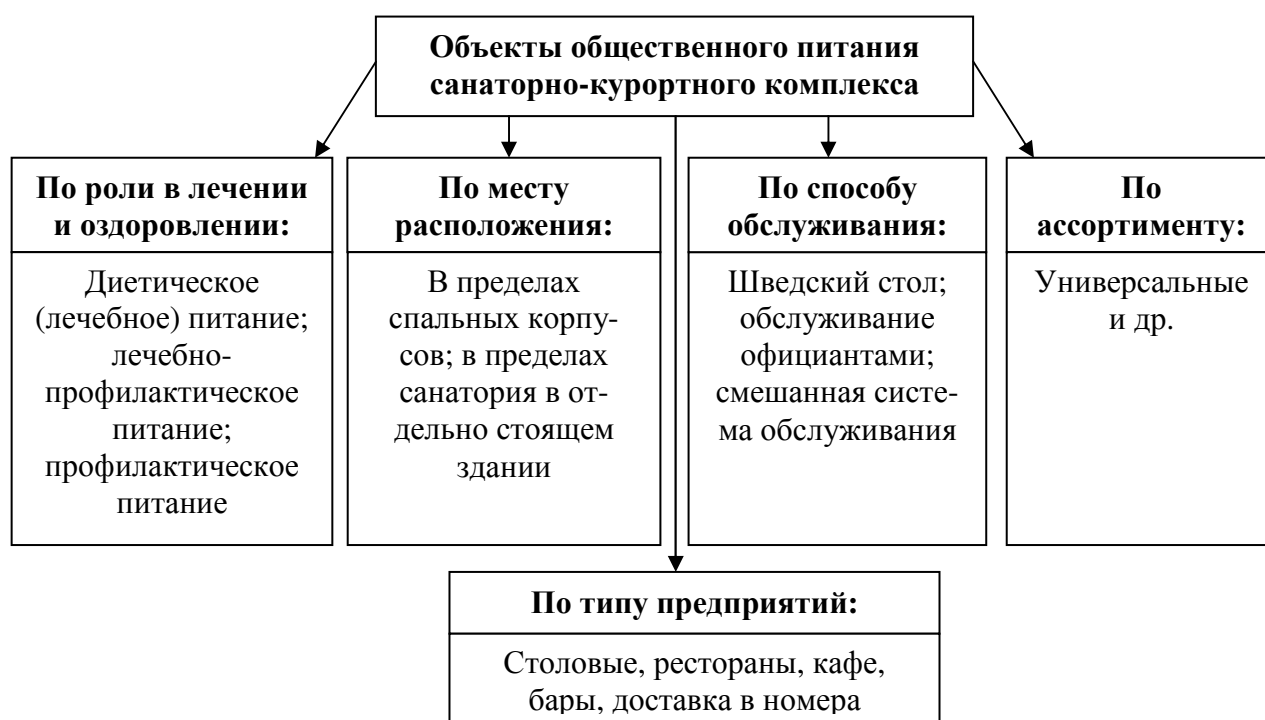 Объекты общественного питания
санаторно-курортного комплекса
По роли в лечении
и оздоровлении:
Диетическое
(лечебное) питание;
лечебно-
профилактическое
питание;
профилактическое
питание
По месту
расположения:
В пределах
спальных корпу-
сов; в пределах
санатория в от-
дельно стоящем
здании
По способу
обслуживания:
Шведский стол;
обслуживание
официантами;
смешанная систе-
ма обслуживания
По
ассортименту:
Универсальные
и др.
По типу предприятий:
Столовые, рестораны, кафе,
бары, доставка в номера